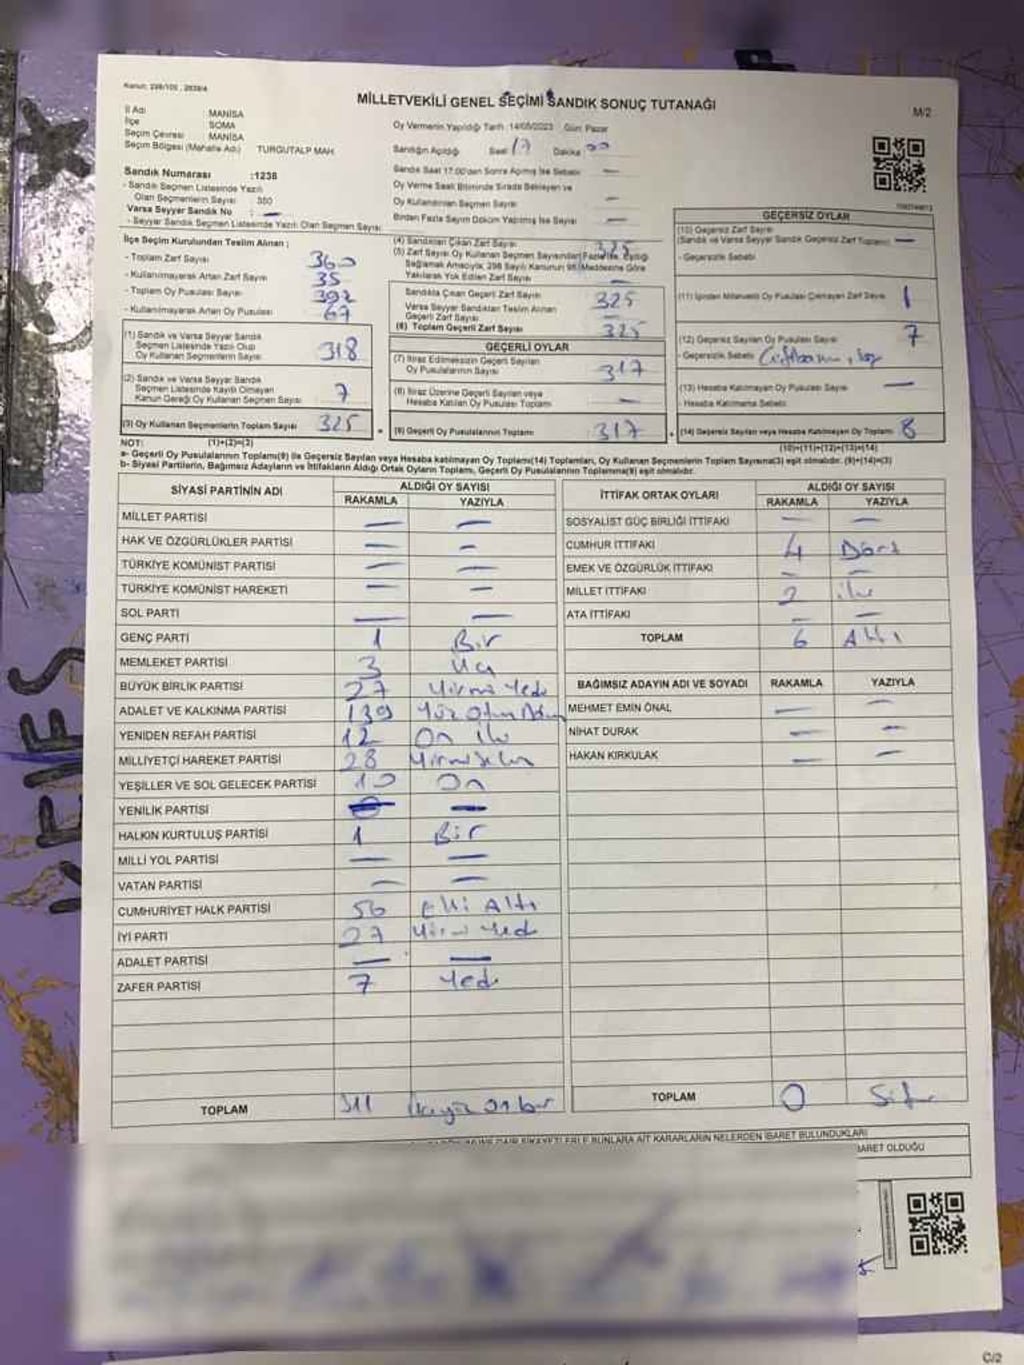 Kanun: 298/105 , 2839/4
MİLLETVEKİLİ GENEL SEÇİMİ SANDIK SONUÇ TUTANAĞI
M/2
İl Adı : MANİSA
İlçe : SOMA
Seçim Çevresi : MANİSA
Seçim Bölgesi (Mahalle Adı) : TURGUTALP MAH.
Oy Vermenin Yapıldığı Tarih :14/05/2023 Gün: Pazar
Sandığın Açıldığı Saat 17 Dakika 00
Sandık Saat 17.00'den Sonra Açılmış İse Sebebi —
Oy Verme Saat Bitiminde Sırada Bekleyen ve
Oy Kullandırılan Seçmen Sayısı —
Birden Fazla Sayım Döküm Yapılmış İse Sayısı —
Sandık Numarası :1238
- Sandık Seçmen Listesinde Yazılı
Olan Seçmenlerin Sayısı : 350
Varsa Seyyar Sandık No : —
- Seyyar Sandık Seçmen Listesinde Yazılı Olan Seçmen Sayısı:
İlçe Seçim Kurulundan Teslim Alınan ;
- Toplam Zarf Sayısı 360
- Kullanılmayarak Artan Zarf Sayısı 35
- Toplam Oy Pusulası Sayısı 392
- Kullanılmayarak Artan Oy Pusulası 67
(1) Sandık ve Varsa Seyyar Sandık
Seçmen Listesinde Yazılı Olup
Oy Kullanan Seçmenlerin Sayısı 318
(2) Sandık ve Varsa Seyyar Sandık
Seçmen Listesinde Kayıtlı Olmayan
Kanun Gereği Oy Kullanan Seçmen Sayısı 7
(3) Oy Kullanan Seçmenlerin Toplam Sayısı 325
(4) Sandıktan Çıkan Zarf Sayısı 325
(5) Zarf Sayısı Oy Kullanan Seçmen Sayısından Fazla İse, Eşitliği
Sağlamak Amacıyla, 298 Sayılı Kanunun 98. Maddesine Göre
Yakılarak Yok Edilen Zarf Sayısı —
Sandıkta Çıkan Geçerli Zarf Sayısı 325
Varsa Seyyar Sandıktan Teslim Alınan
Geçerli Zarf Sayısı —
(6) Toplam Geçerli Zarf Sayısı 325
GEÇERLİ OYLAR
(7) İtiraz Edilmeksizin Geçerli Sayılan
Oy Pusulalarının Sayısı 317
(8) İtiraz Üzerine Geçerli Sayılan veya
Hesaba Katılan Oy Pusulası Toplamı —
(9) Geçerli Oy Pusulalarının Toplamı 317
GEÇERSİZ OYLAR
(10) Geçersiz Zarf Sayısı
(Sandık ve Varsa Seyyar Sandık Geçersiz Zarf Toplamı) —
- Geçersizlik Sebebi
(11) İçinden Milletvekili Oy Pusulası Çıkmayan Zarf Sayısı 1
(12) Geçersiz Sayılan Oy Pusulası Sayısı 7
- Geçersizlik Sebebi
(13) Hesaba Katılmayan Oy Pusulası Sayısı —
- Hesaba Katılmama Sebebi
(14) Geçersiz Sayılan veya Hesaba Katılmayan Oy Toplamı 8
NOT: (1)+(2)=(3) (10)+(11)+(12)+(13)=(14)
a- Geçerli Oy Pusulalarının Toplamı(9) ile Geçersiz Sayılan veya Hesaba katılmayan Oy Toplamı(14) Toplamları, Oy Kullanan Seçmenlerin Toplam Sayısına(3) eşit olmalıdır. (9)+(14)=(3)
b- Siyasi Partilerin, Bağımsız Adayların ve İttifakların Aldığı Ortak Oyların Toplamı, Geçerli Oy Pusulalarının Toplamına(9) eşit olmalıdır.
SİYASİ PARTİNİN ADI ALDIĞI OY SAYISI
RAKAMLA YAZIYLA
MİLLET PARTİSİ — —
HAK VE ÖZGÜRLÜKLER PARTİSİ — —
TÜRKİYE KOMÜNİST PARTİSİ — —
TÜRKİYE KOMÜNİST HAREKETİ — —
SOL PARTİ — —
GENÇ PARTİ 1 Bir
MEMLEKET PARTİSİ 3 Üç
BÜYÜK BİRLİK PARTİSİ 27 Yirmi Yedi
ADALET VE KALKINMA PARTİSİ 139 Yüz Otuz
YENİDEN REFAH PARTİSİ 12 On iki
MİLLİYETÇİ HAREKET PARTİSİ 28 Yirmi Sekiz
YEŞİLLER VE SOL GELECEK PARTİSİ 10 On
YENİLİK PARTİSİ — —
HALKIN KURTULUŞ PARTİSİ 1 Bir
MİLLİ YOL PARTİSİ — —
VATAN PARTİSİ — —
CUMHURİYET HALK PARTİSİ 56 Elli Altı
İYİ PARTİ 27 Yirmi Yedi
ADALET PARTİSİ — —
ZAFER PARTİSİ 7 Yedi
TOPLAM 311 ikiyüz onbir
İTTİFAK ORTAK OYLARI ALDIĞI OY SAYISI
RAKAMLA YAZIYLA
SOSYALİST GÜÇ BİRLİĞİ İTTİFAKI — —
CUMHUR İTTİFAKI 4 Dört
EMEK VE ÖZGÜRLÜK İTTİFAKI — —
MİLLET İTTİFAKI 2 iki
ATA İTTİFAKI — —
TOPLAM 6 Altı
BAĞIMSIZ ADAYIN ADI VE SOYADI RAKAMLA YAZIYLA
MEHMET EMİN ÖNAL — —
NİHAT DURAK — —
HAKAN KIRKULAK — —
TOPLAM 0 Sıfır
ŞİKAYETLERLE BUNLARA AİT KARARLARIN NELERDEN İBARET BULUNDUKLARI
İBARET OLDUĞU
C/2